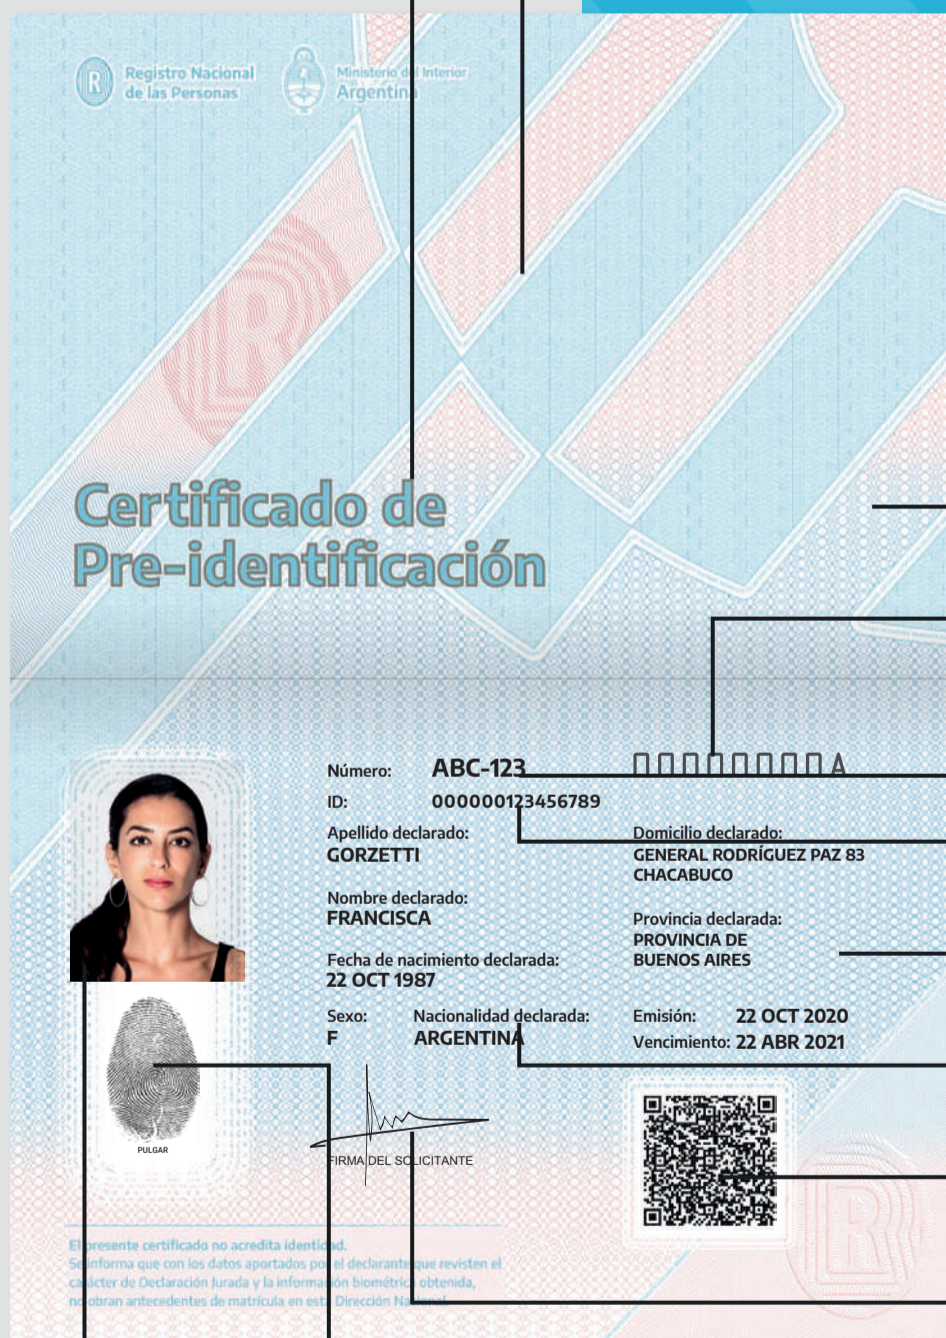 Registro Nacional
de las Personas
Ministerio del Interior
Argentina
Certificado de
Pre-identificación
Número: ABC-123
ID: 000000123456789
Apellido declarado:
GORZETTI
Nombre declarado:
FRANCISCA
Fecha de nacimiento declarada:
22 OCT 1987
Sexo: Nacionalidad declarada:
F ARGENTINA
Domicilio declarado:
GENERAL RODRÍGUEZ PAZ 83
CHACABUCO
Provincia declarada:
PROVINCIA DE
BUENOS AIRES
Emisión: 22 OCT 2020
Vencimiento: 22 ABR 2021
PULGAR
FIRMA DEL SOLICITANTE
El presente certificado no acredita identidad.
Se informa que con los datos aportados por el declarante que revisten el
carácter de Declaración Jurada y la información biométrica obtenida,
no obran antecedentes de matrícula en esta Dirección Nacional.